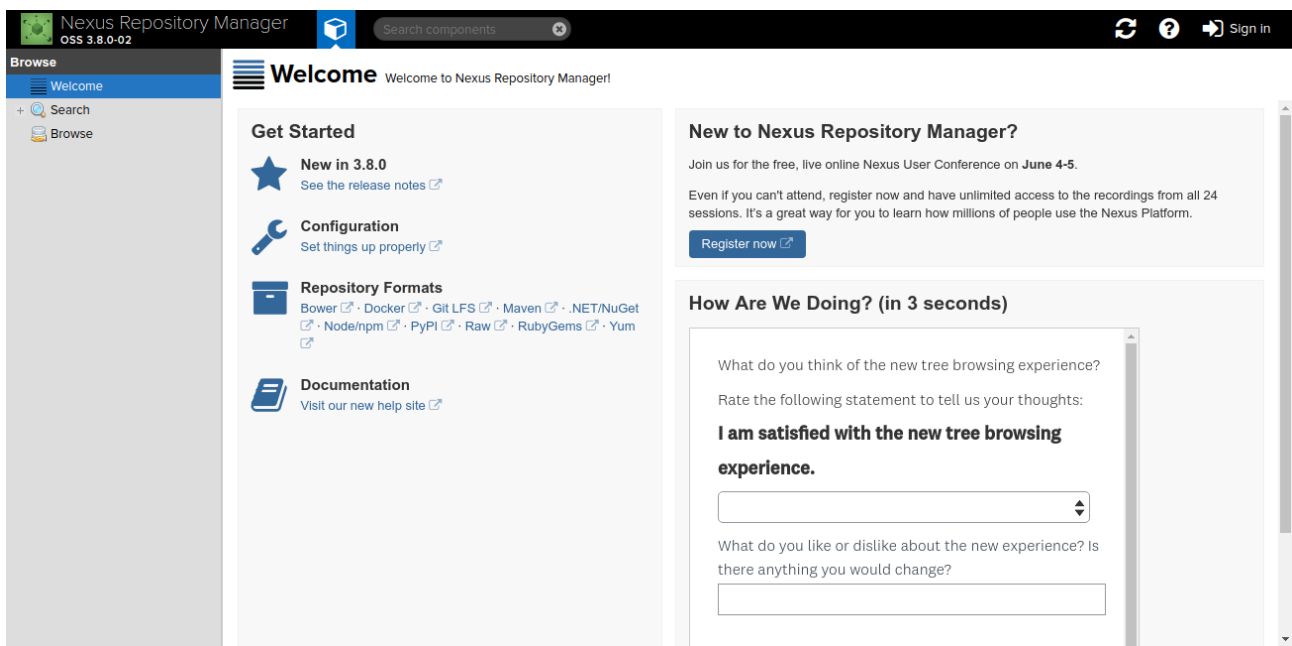 Nexus Repository Manager
OSS 3.8.0-02
Search components
Sign in
Browse
Welcome
Search
Browse
Welcome Welcome to Nexus Repository Manager!
Get Started
New in 3.8.0
See the release notes
Configuration
Set things up properly
Repository Formats
Bower · Docker · Git LFS · Maven · .NET/NuGet
· Node/npm · PyPI · Raw · RubyGems · Yum
Documentation
Visit our new help site
New to Nexus Repository Manager?
Join us for the free, live online Nexus User Conference on June 4-5.
Even if you can't attend, register now and have unlimited access to the recordings from all 24
sessions. It's a great way for you to learn how millions of people use the Nexus Platform.
Register now
How Are We Doing? (in 3 seconds)
What do you think of the new tree browsing experience?
Rate the following statement to tell us your thoughts:
I am satisfied with the new tree browsing
experience.
What do you like or dislike about the new experience? Is
there anything you would change?